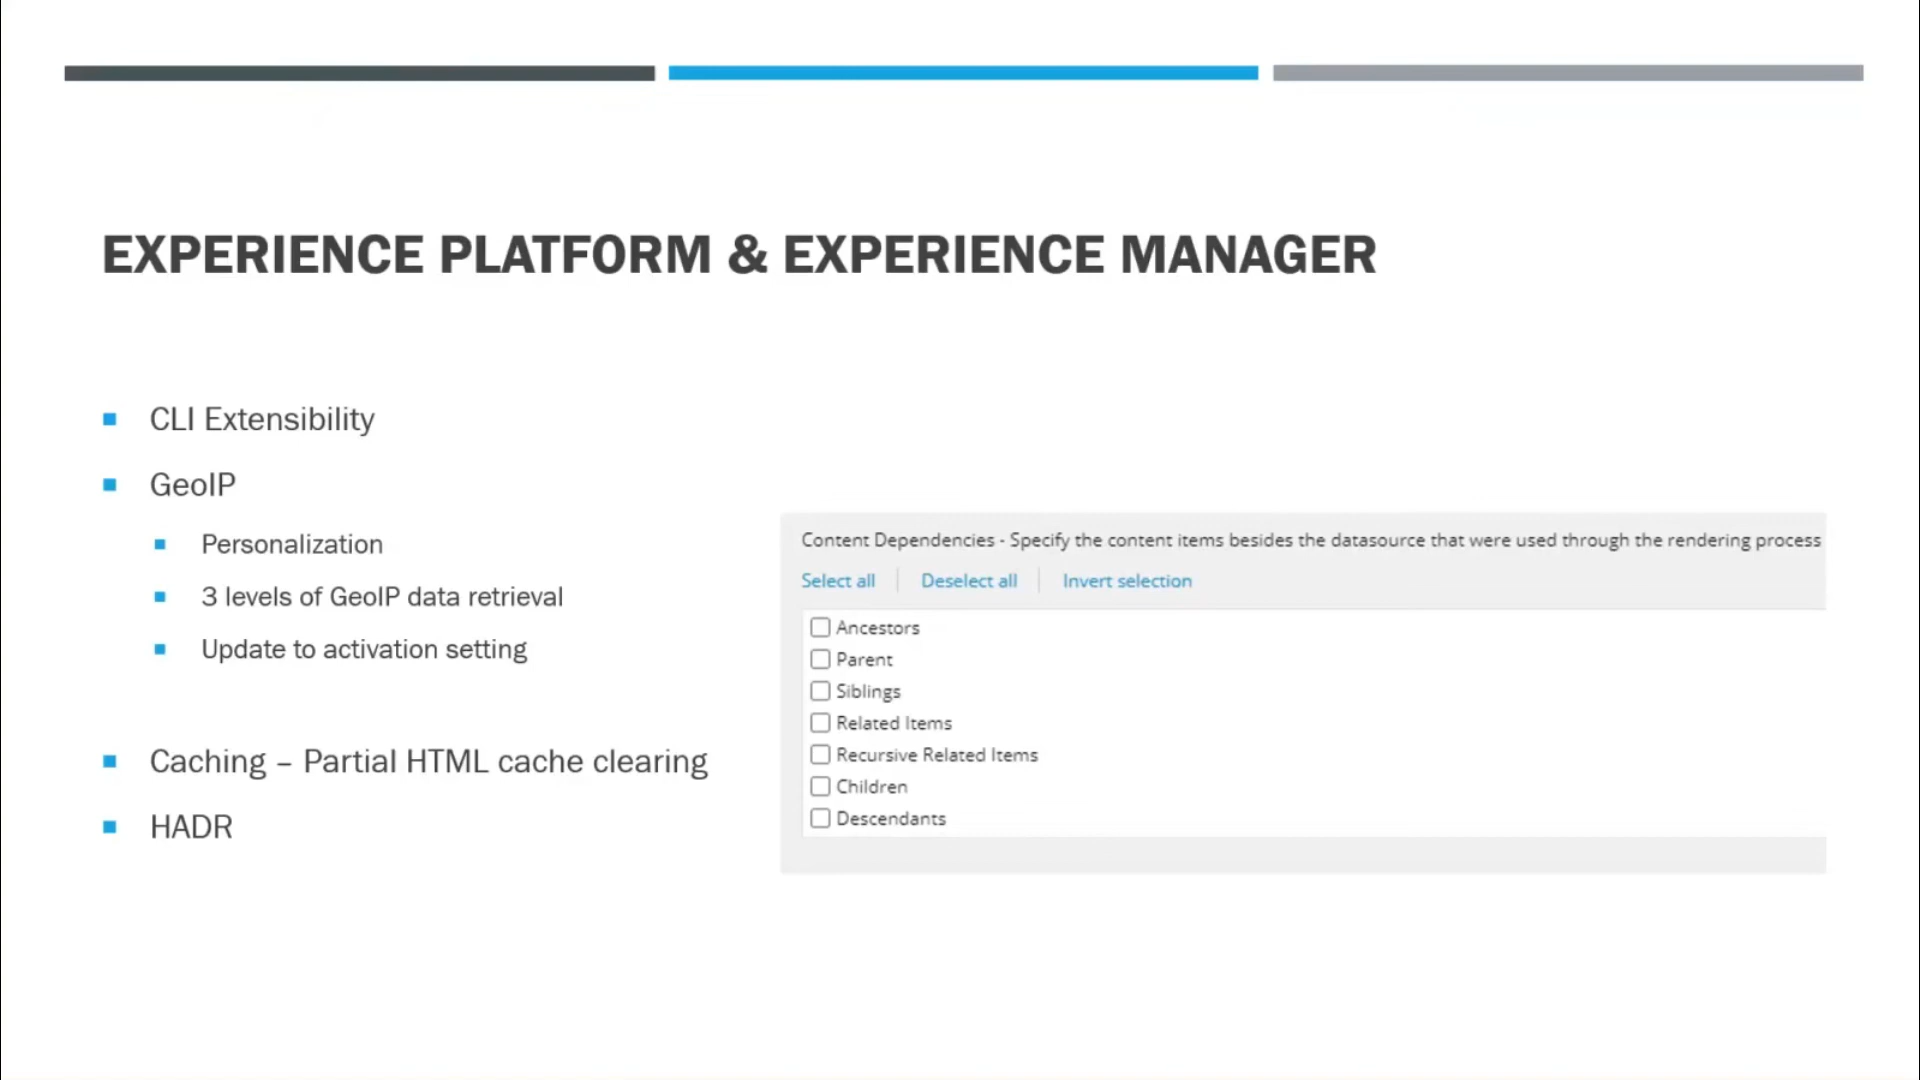 EXPERIENCE PLATFORM & EXPERIENCE MANAGER
CLI Extensibility
GeoIP
Personalization
3 levels of GeoIP data retrieval
Update to activation setting
Caching – Partial HTML cache clearing
HADR
Content Dependencies - Specify the content items besides the datasource that were used through the rendering process
Select all
Deselect all
Invert selection
Ancestors
Parent
Siblings
Related Items
Recursive Related Items
Children
Descendants